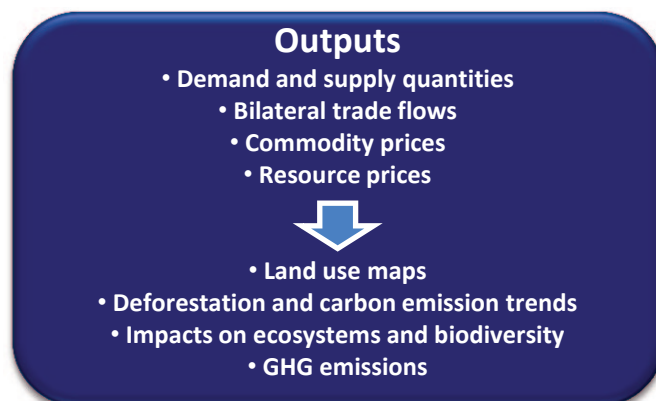 Outputs
• Demand and supply quantities
• Bilateral trade flows
• Commodity prices
• Resource prices
• Land use maps
• Deforestation and carbon emission trends
• Impacts on ecosystems and biodiversity
• GHG emissions